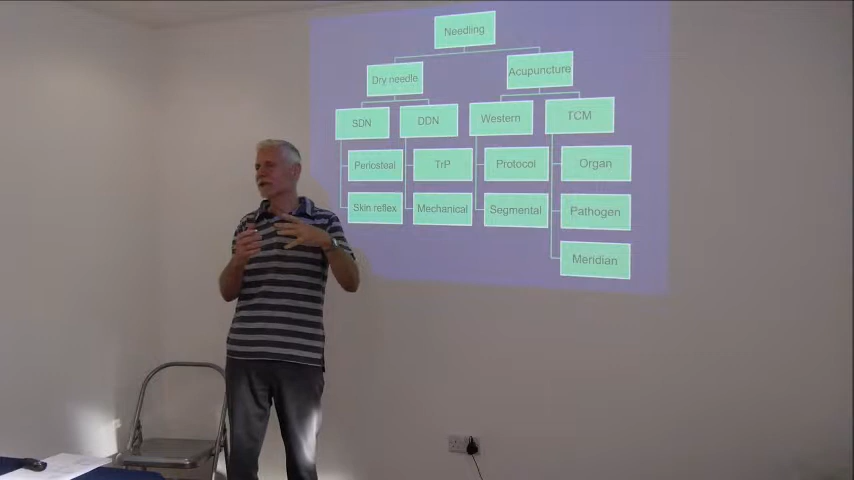 Needling
Dry needle
Acupuncture
SDN
DDN
Western
TCM
Periosteal
TrP
Protocol
Organ
Skin reflex
Mechanical
Segmental
Pathogen
Meridian